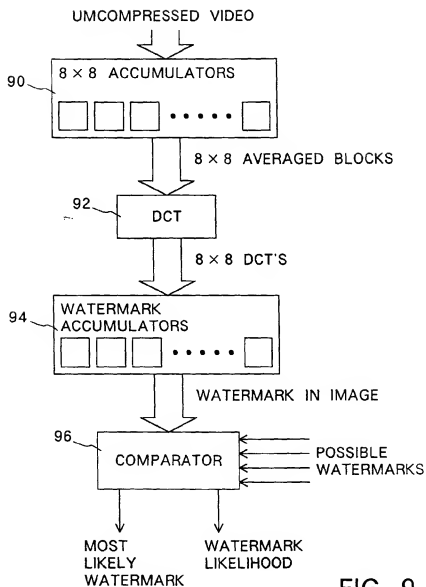 UMCOMPRESSED VIDEO
90
8 × 8 ACCUMULATORS
8 × 8 AVERAGED BLOCKS
92
DCT
8 × 8 DCT'S
94
WATERMARK
ACCUMULATORS
WATERMARK IN IMAGE
96
COMPARATOR
POSSIBLE
WATERMARKS
MOST
LIKELY
WATERMARK
WATERMARK
LIKELIHOOD
FIG. 9